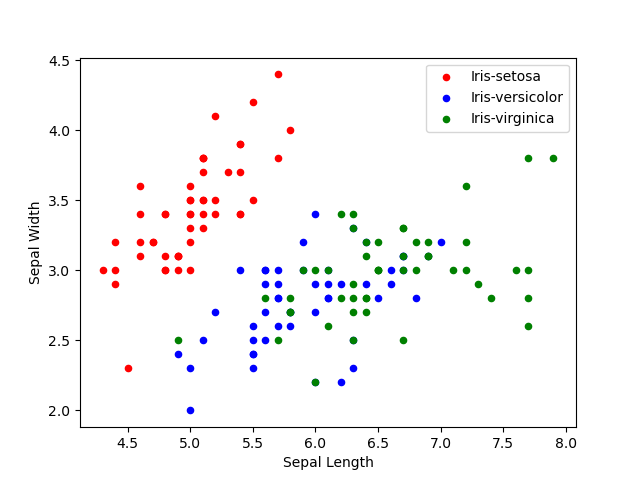 4.5
4.0
3.5
3.0
2.5
2.0
Sepal Width
Iris-setosa
Iris-versicolor
Iris-virginica
4.5 5.0 5.5 6.0 6.5 7.0 7.5 8.0
Sepal Length